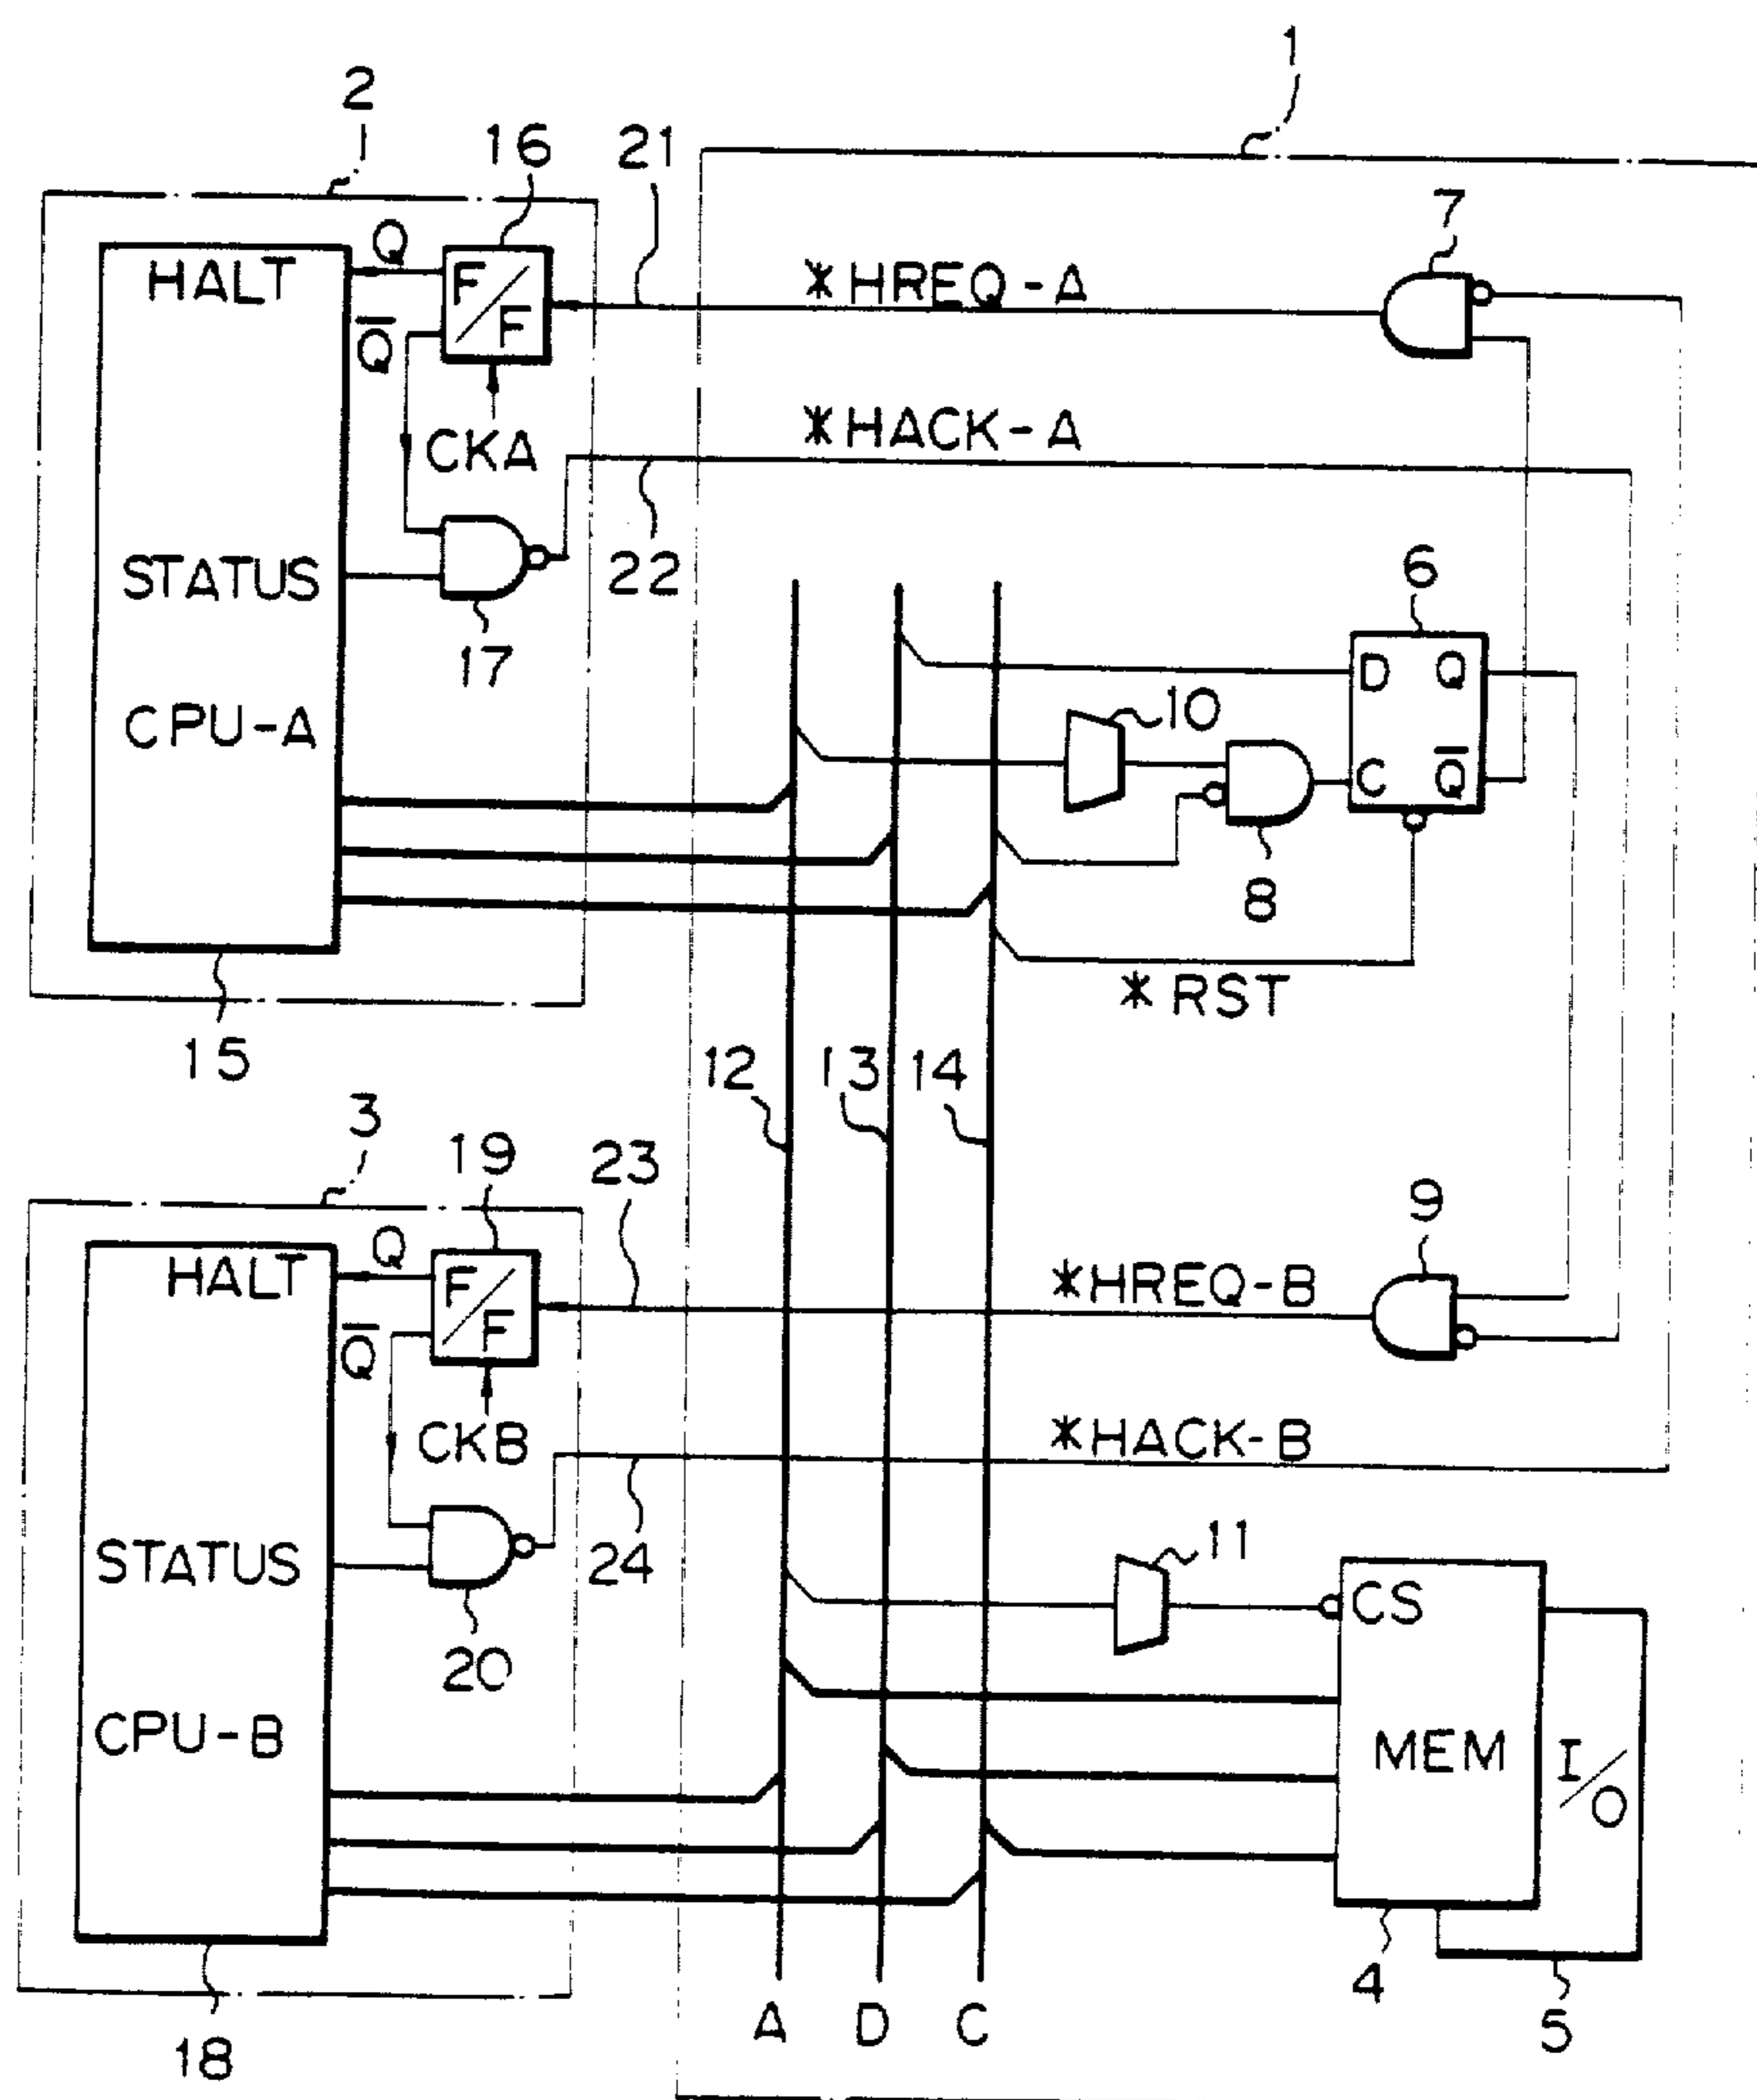 1
2
16
21
7
HALT
Q
F/F
*HREQ-A
Q̅
CKA
*HACK-A
STATUS
22
6
17
D Q
10
CPU-A
C Q̅
8
*RST
15
12
13
14
3
19
23
9
HALT
Q
F/F
*HREQ-B
Q̅
CKB
*HACK-B
11
STATUS
24
CS
20
CPU-B
MEM
I/O
4
5
18
A
D
C